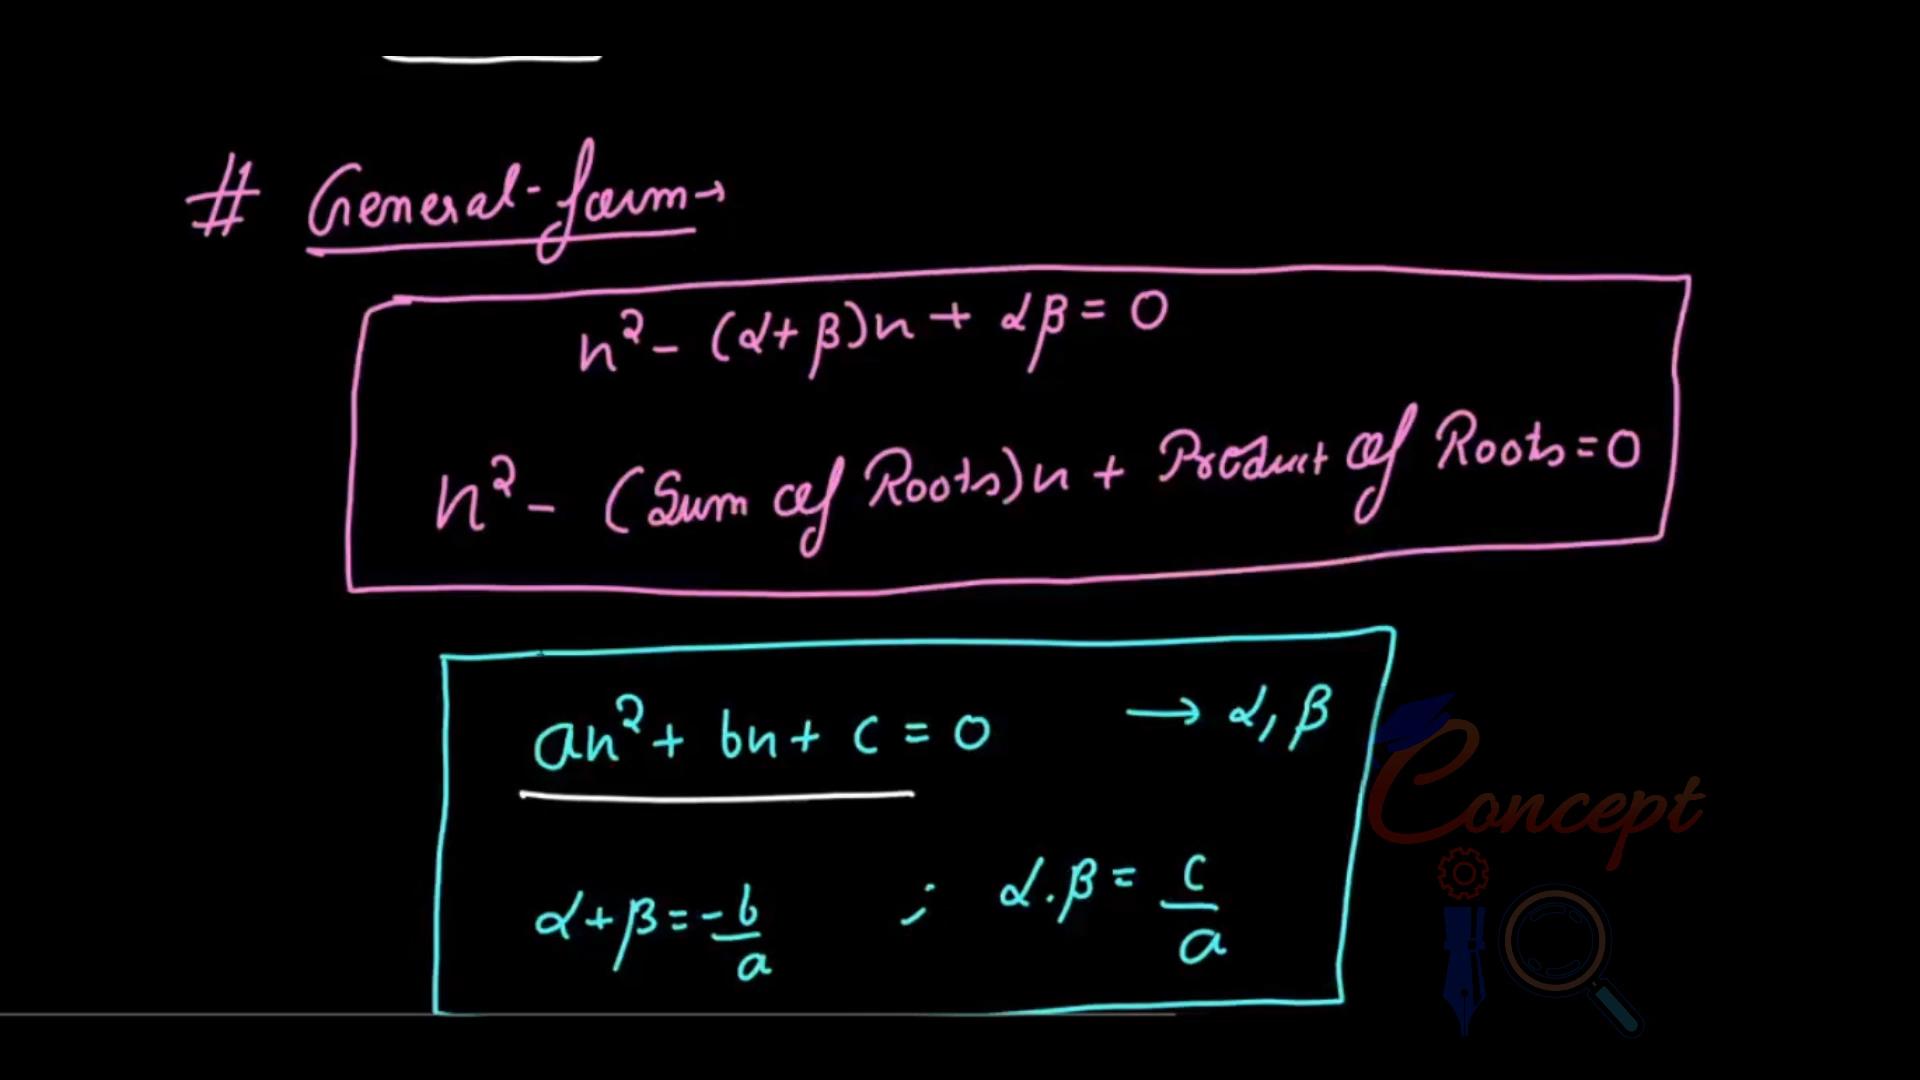 # General-form→
x² - (α+β)x + αβ = 0
x² - (Sum of Roots)x + Product of Roots = 0
ax² + bx + c = 0 → α, β
α+β = -b/a ; α.β = c/a
Concept